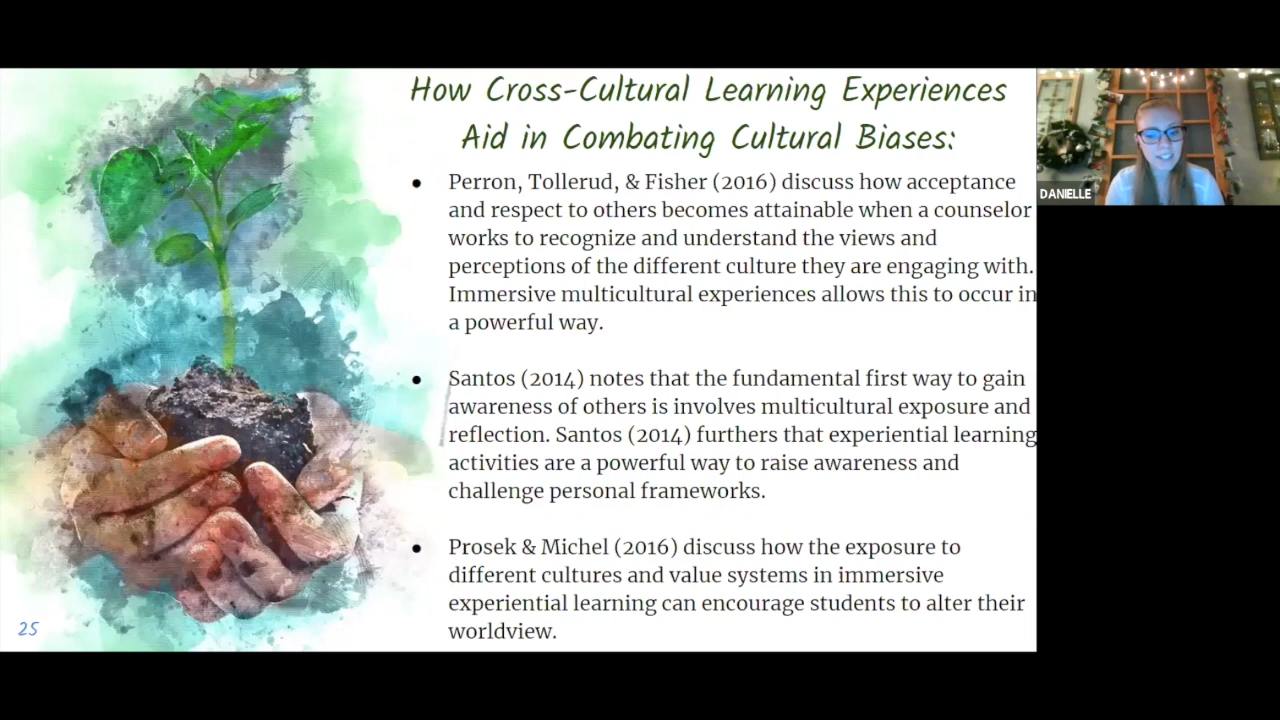 How Cross-Cultural Learning Experiences
Aid in Combating Cultural Biases:
● Perron, Tollerud, & Fisher (2016) discuss how acceptance
and respect to others becomes attainable when a counselor
works to recognize and understand the views and
perceptions of the different culture they are engaging with.
Immersive multicultural experiences allows this to occur in
a powerful way.
● Santos (2014) notes that the fundamental first way to gain
awareness of others is involves multicultural exposure and
reflection. Santos (2014) furthers that experiential learning
activities are a powerful way to raise awareness and
challenge personal frameworks.
● Prosek & Michel (2016) discuss how the exposure to
different cultures and value systems in immersive
experiential learning can encourage students to alter their
worldview.
25
DANIELLE